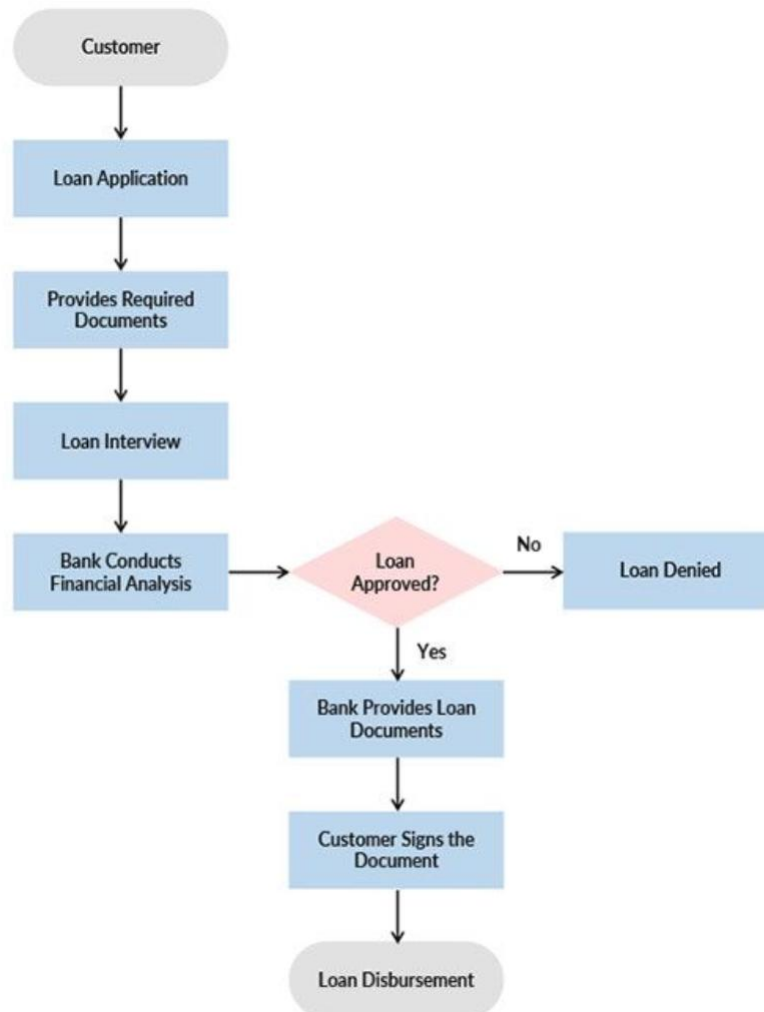 Customer
Loan Application
Provides Required
Documents
Loan Interview
Bank Conducts
Financial Analysis
Loan
Approved?
No
Loan Denied
Yes
Bank Provides Loan
Documents
Customer Signs the
Document
Loan Disbursement